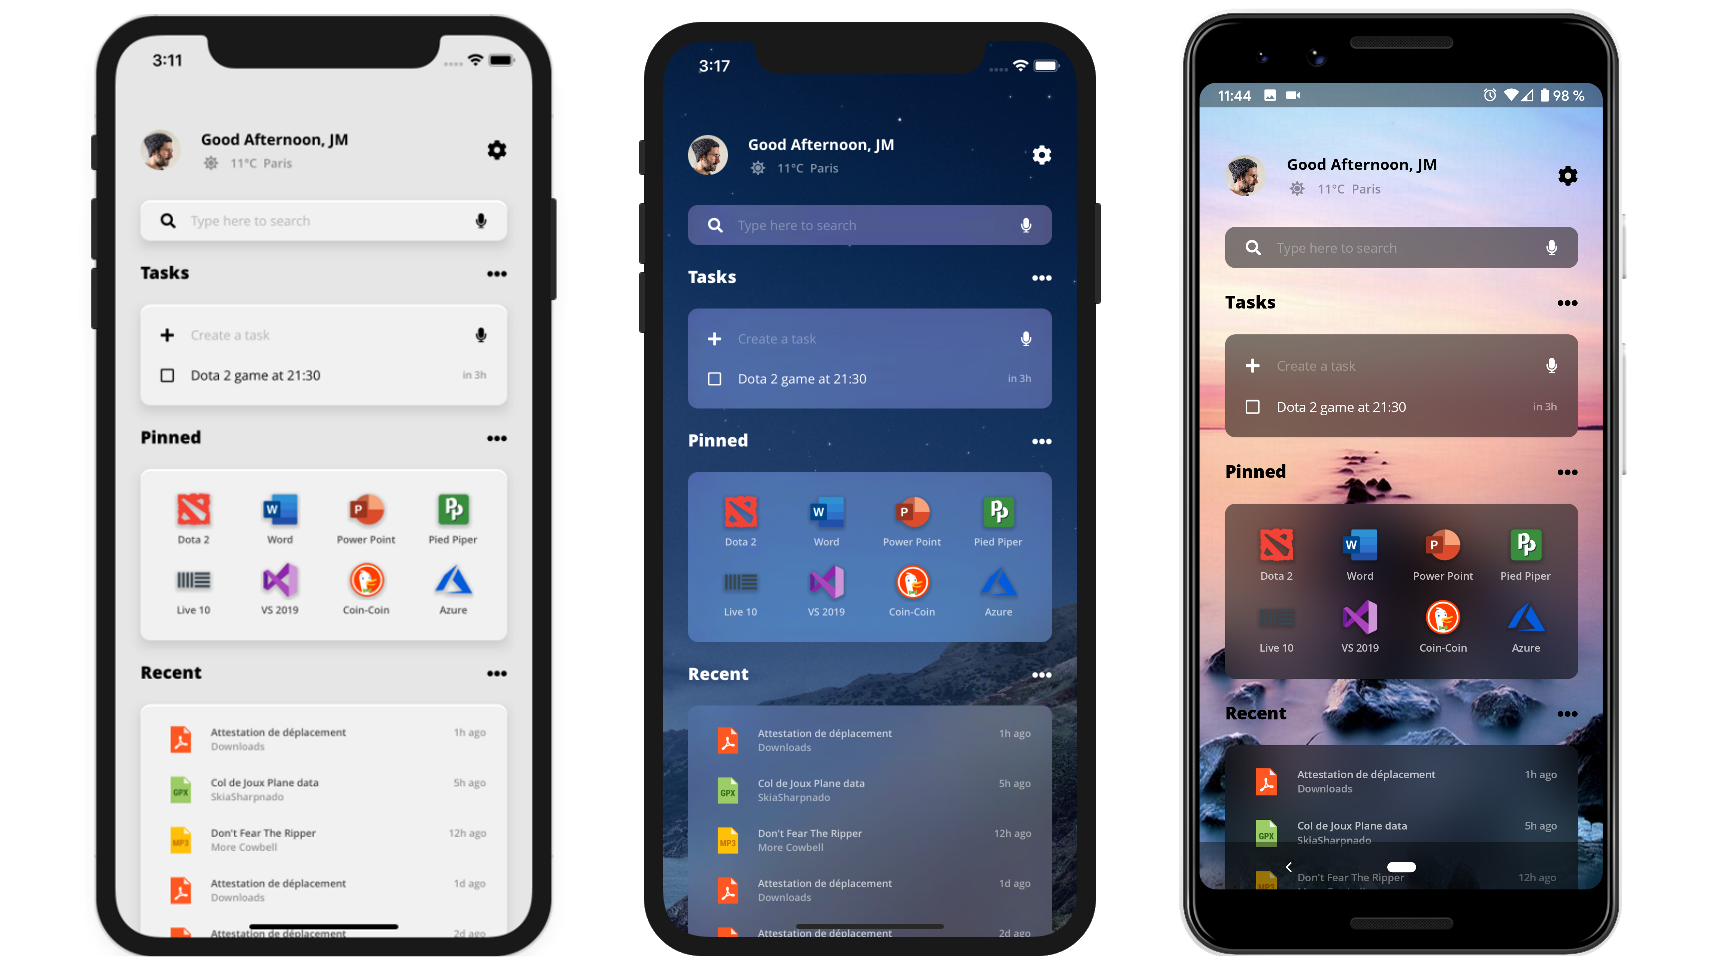 3:11
Good Afternoon, JM
11°C Paris
Type here to search
Tasks
Create a task
Dota 2 game at 21:30
in 3h
Pinned
W
P
Dota 2
Word
Power Point
Pied Piper
Live 10
VS 2019
Coin-Coin
Azure
Recent
Attestation de déplacement
1h ago
Downloads
GPX
Col de Joux Plane data
5h ago
SkiaSharpnado
MP3
Don't Fear The Ripper
12h ago
More Cowbell
Attestation de déplacement
1d ago
Downloads
Attestation de déplacement
2d ago
3:17
Good Afternoon, JM
11°C Paris
Type here to search
Tasks
Create a task
Dota 2 game at 21:30
in 3h
Pinned
W
P
Dota 2
Word
Power Point
Pied Piper
Live 10
VS 2019
Coin-Coin
Azure
Recent
Attestation de déplacement
1h ago
Downloads
GPX
Col de Joux Plane data
5h ago
SkiaSharpnado
MP3
Don't Fear The Ripper
12h ago
More Cowbell
Attestation de déplacement
1d ago
Downloads
Attestation de déplacement
2d ago
11:44
98 %
Good Afternoon, JM
11°C Paris
Type here to search
Tasks
Create a task
Dota 2 game at 21:30
in 3h
Pinned
W
P
Dota 2
Word
Power Point
Pied Piper
Live 10
VS 2019
Coin-Coin
Azure
Recent
Attestation de déplacement
1h ago
Downloads
GPX
Col de Joux Plane data
5h ago
SkiaSharpnado
MP3
Don't Fear The Ripper
12h ago